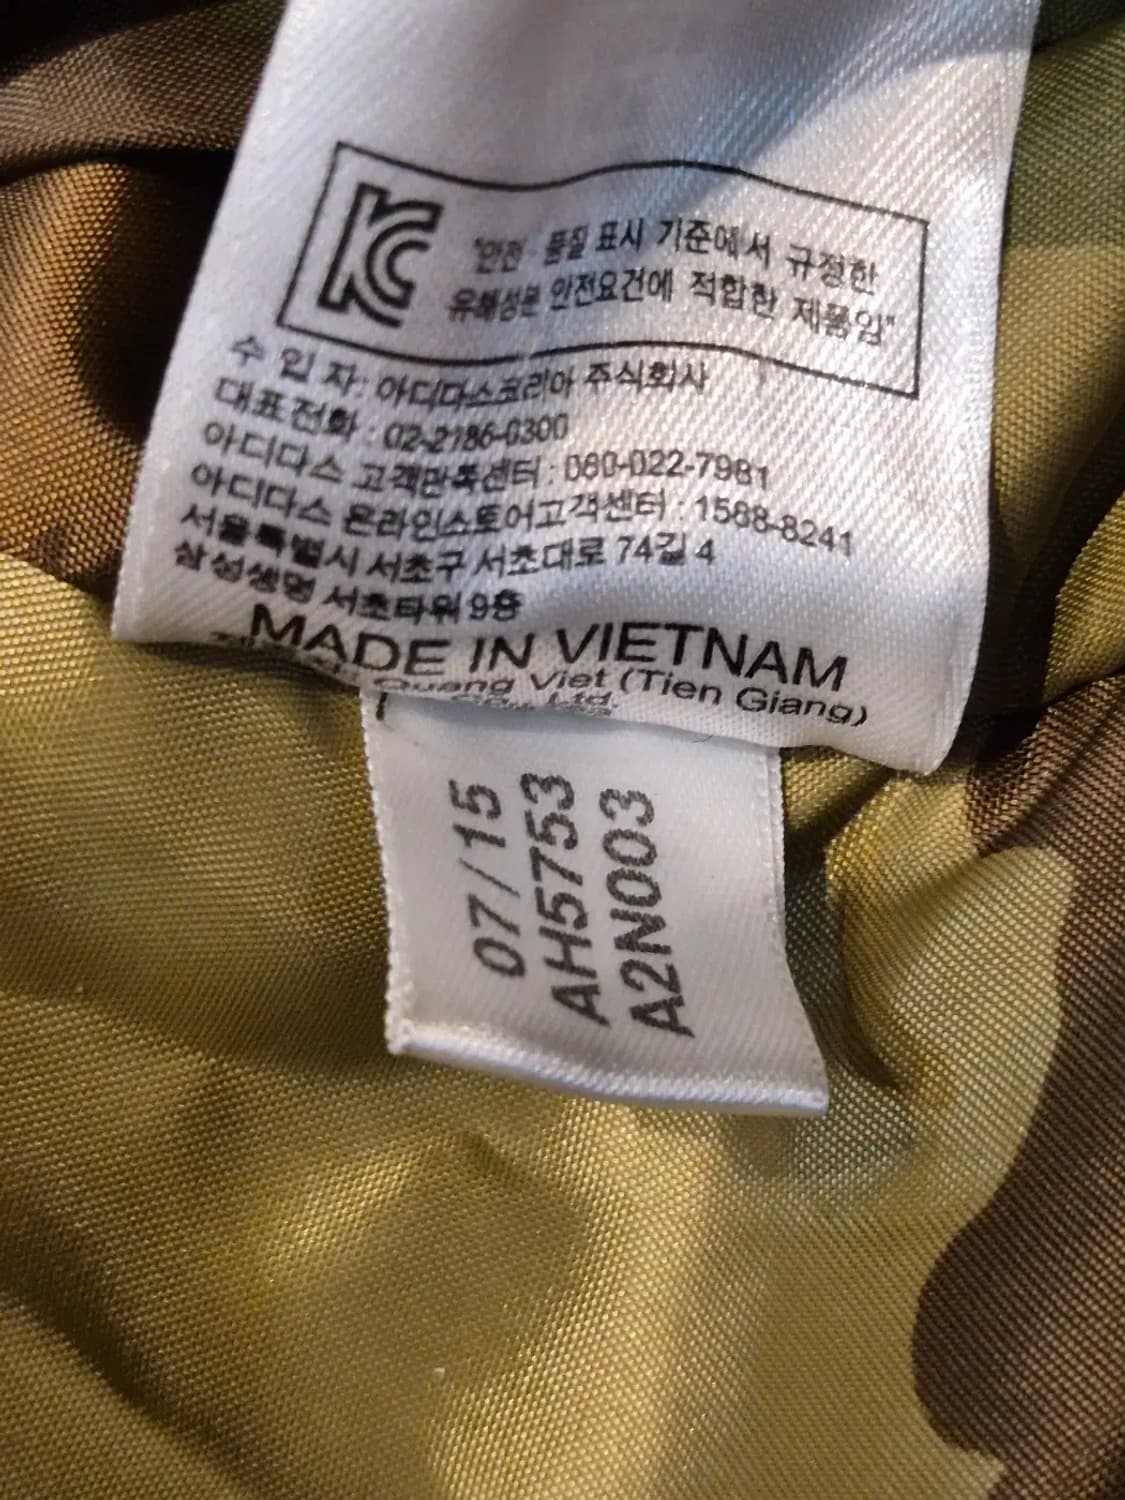 KC
"안전·품질 표시 기준에서 규정한
유해성분 안전요건에 적합한 제품임"
수 입 자: 아디다스코리아 주식회사
대표전화 : 02-2186-0300
아디다스 고객만족센터 : 080-022-7981
아디다스 온라인스토어고객센터 : 1588-8241
서울특별시 서초구 서초대로 74길 4
삼성생명 서초타워 9층
MADE IN VIETNAM
Quang Viet (Tien Giang)
Ltd.
07/15
AH5753
A2N003